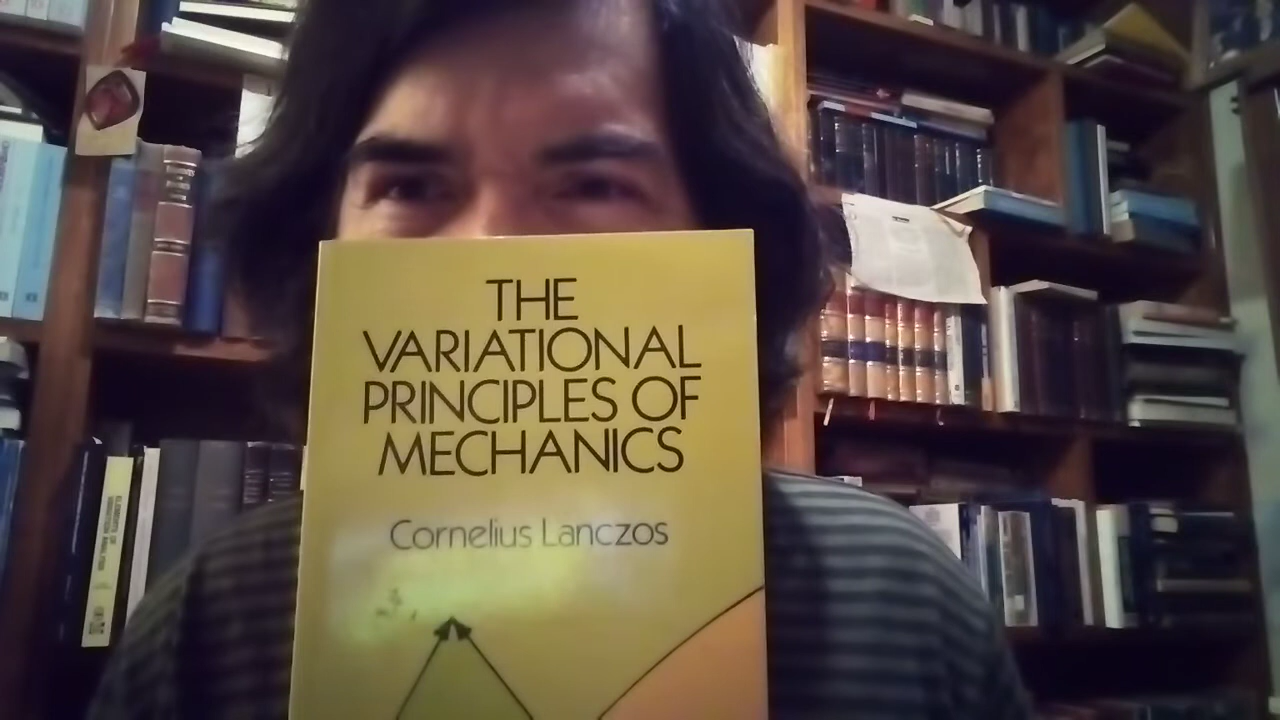 THE
VARIATIONAL
PRINCIPLES OF
MECHANICS
Cornelius Lanczos